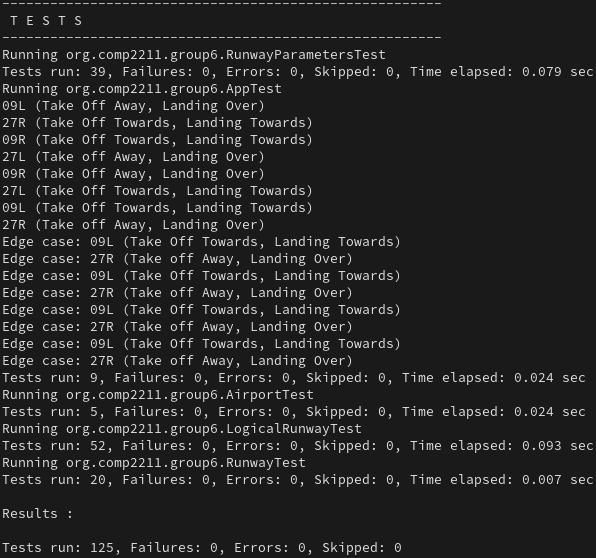 -------------------------------------------------------
 T E S T S
-------------------------------------------------------
Running org.comp2211.group6.RunwayParametersTest
Tests run: 39, Failures: 0, Errors: 0, Skipped: 0, Time elapsed: 0.079 sec
Running org.comp2211.group6.AppTest
09L (Take Off Away, Landing Over)
27R (Take off Towards, Landing Towards)
09R (Take Off Towards, Landing Towards)
27L (Take off Away, Landing Over)
09R (Take off Away, Landing Over)
27L (Take off Towards, Landing Towards)
09L (Take Off Towards, Landing Towards)
27R (Take off Away, Landing Over)
Edge case: 09L (Take Off Towards, Landing Towards)
Edge case: 27R (Take off Away, Landing Over)
Edge case: 09L (Take Off Towards, Landing Towards)
Edge case: 27R (Take off Away, Landing Over)
Edge case: 09L (Take Off Towards, Landing Towards)
Edge case: 27R (Take off Away, Landing Over)
Edge case: 09L (Take Off Towards, Landing Towards)
Edge case: 27R (Take off Away, Landing Over)
Tests run: 9, Failures: 0, Errors: 0, Skipped: 0, Time elapsed: 0.024 sec
Running org.comp2211.group6.AirportTest
Tests run: 5, Failures: 0, Errors: 0, Skipped: 0, Time elapsed: 0.024 sec
Running org.comp2211.group6.LogicalRunwayTest
Tests run: 52, Failures: 0, Errors: 0, Skipped: 0, Time elapsed: 0.093 sec
Running org.comp2211.group6.RunwayTest
Tests run: 20, Failures: 0, Errors: 0, Skipped: 0, Time elapsed: 0.007 sec
Results :
Tests run: 125, Failures: 0, Errors: 0, Skipped: 0